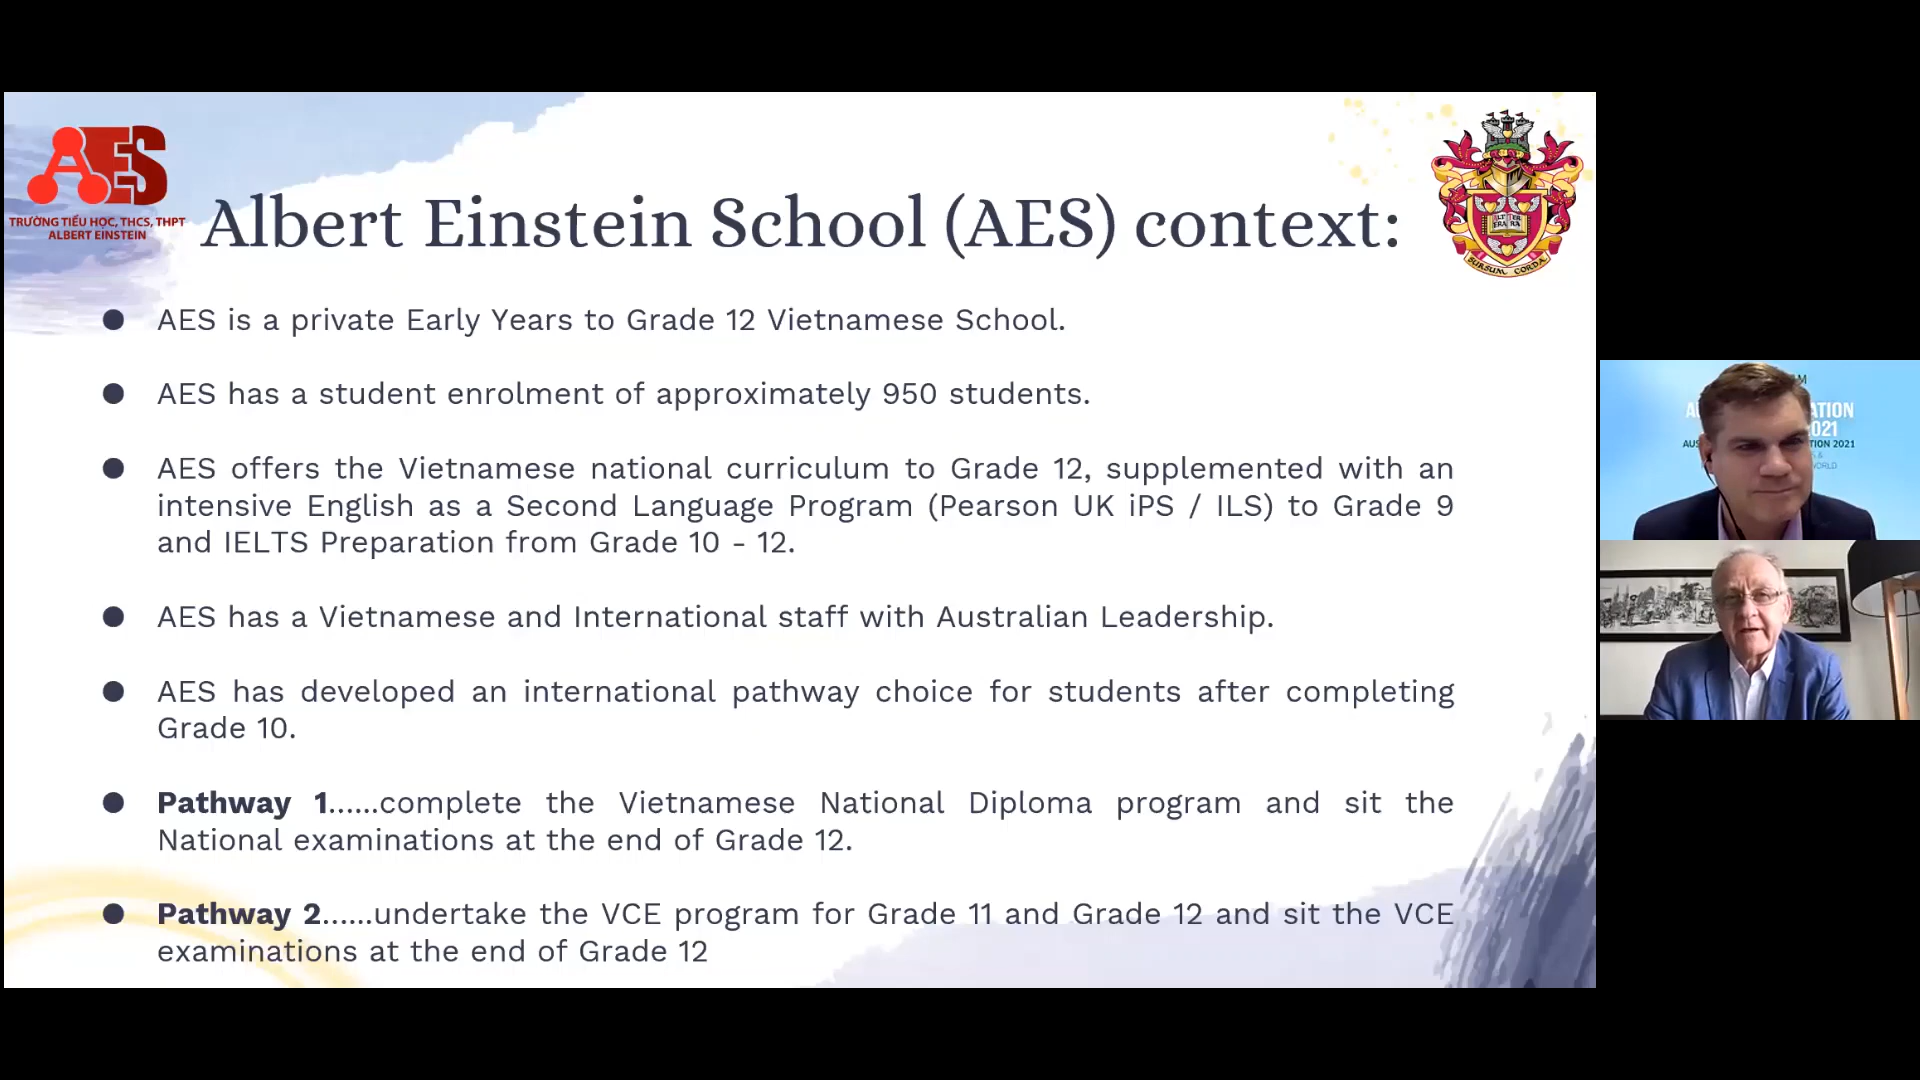 AES
TRƯỜNG TIỂU HỌC, THCS, THPT
ALBERT EINSTEIN
Albert Einstein School (AES) context:
SURSUM CORDA
● AES is a private Early Years to Grade 12 Vietnamese School.
● AES has a student enrolment of approximately 950 students.
● AES offers the Vietnamese national curriculum to Grade 12, supplemented with an
intensive English as a Second Language Program (Pearson UK iPS / ILS) to Grade 9
and IELTS Preparation from Grade 10 - 12.
● AES has a Vietnamese and International staff with Australian Leadership.
● AES has developed an international pathway choice for students after completing
Grade 10.
● Pathway 1......complete the Vietnamese National Diploma program and sit the
National examinations at the end of Grade 12.
● Pathway 2......undertake the VCE program for Grade 11 and Grade 12 and sit the VCE
examinations at the end of Grade 12